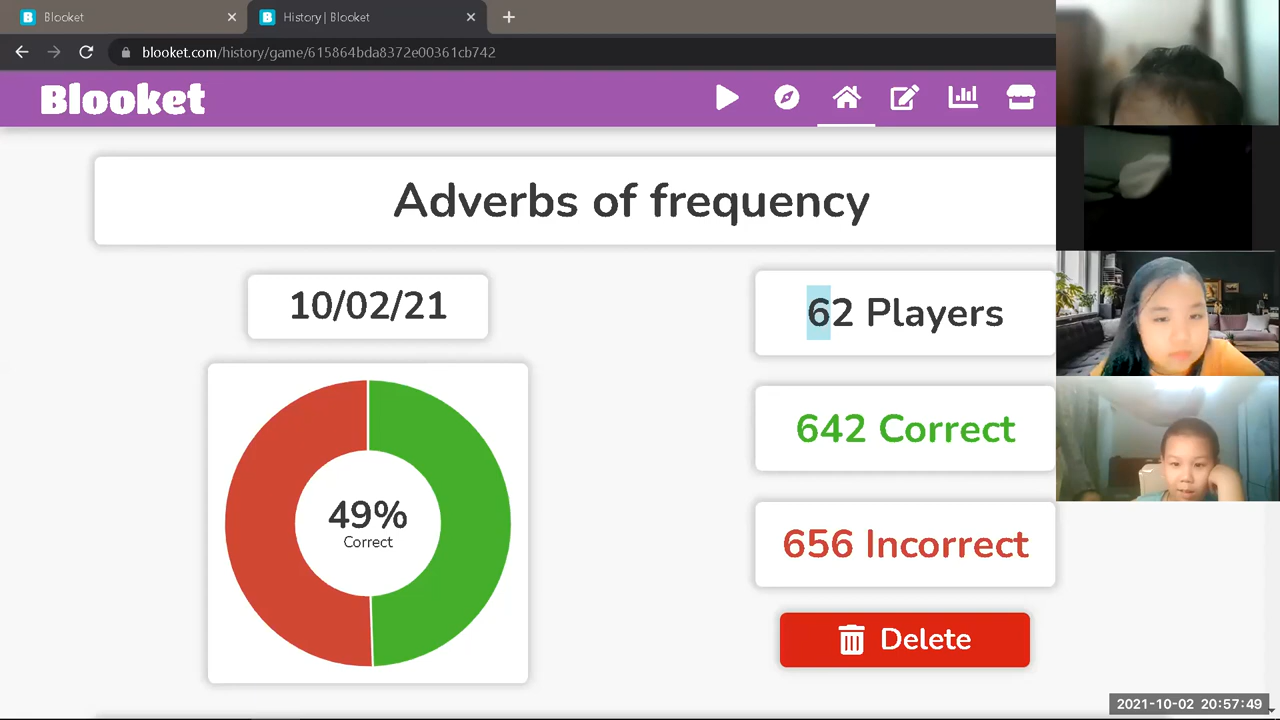 Blooket
History | Blooket
blooket.com/history/game/615864bda8372e00361cb742
Blooket
Adverbs of frequency
10/02/21
62 Players
49%
Correct
642 Correct
656 Incorrect
Delete
2021-10-02 20:57:49